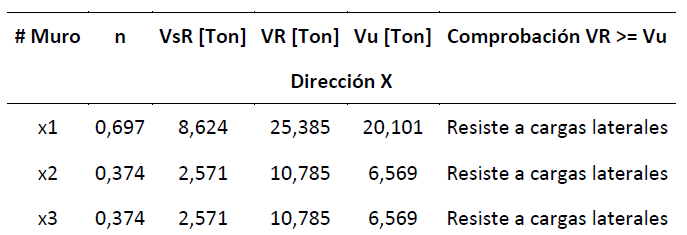 # Muro n VsR [Ton] VR [Ton] Vu [Ton] Comprobación VR >= Vu
Dirección X
x1 0,697 8,624 25,385 20,101 Resiste a cargas laterales
x2 0,374 2,571 10,785 6,569 Resiste a cargas laterales
x3 0,374 2,571 10,785 6,569 Resiste a cargas laterales